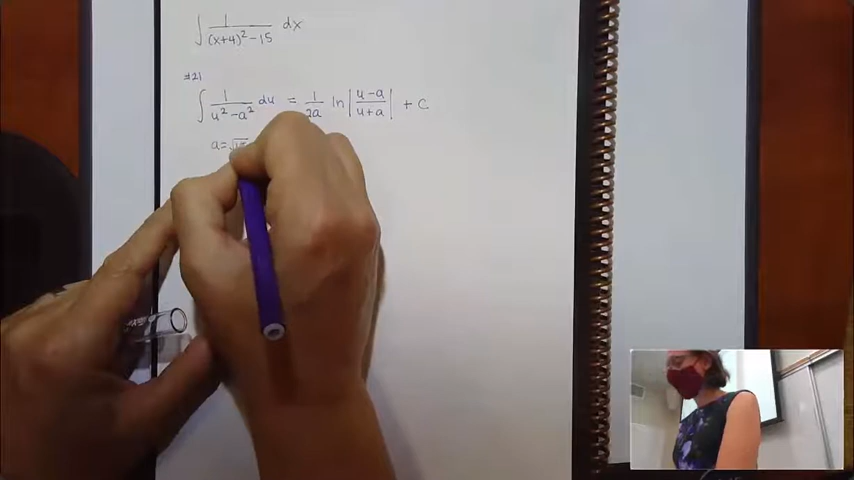 ∫ 1/((x+4)²-15) dx
#21
∫ 1/(u²-a²) du = 1/2a ln |(u-a)/(u+a)| + C
a=√15